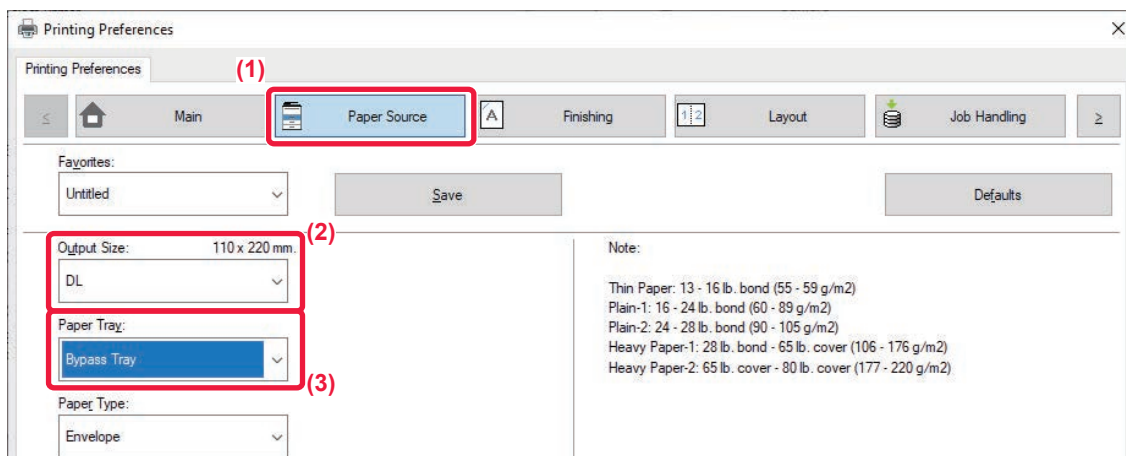 Printing Preferences
Printing Preferences
(1)
Main
Paper Source
A
Finishing
1 2
Layout
Job Handling
<
>
Favorites:
Untitled
Save
Defaults
(2)
Output Size: 110 x 220 mm.
DL
(3)
Paper Tray:
Bypass Tray
Paper Type:
Envelope
Note:
Thin Paper: 13 - 16 lb. bond (55 - 59 g/m2)
Plain-1: 16 - 24 lb. bond (60 - 89 g/m2)
Plain-2: 24 - 28 lb. bond (90 - 105 g/m2)
Heavy Paper-1: 28 lb. bond - 65 lb. cover (106 - 176 g/m2)
Heavy Paper-2: 65 lb. cover - 80 lb. cover (177 - 220 g/m2)